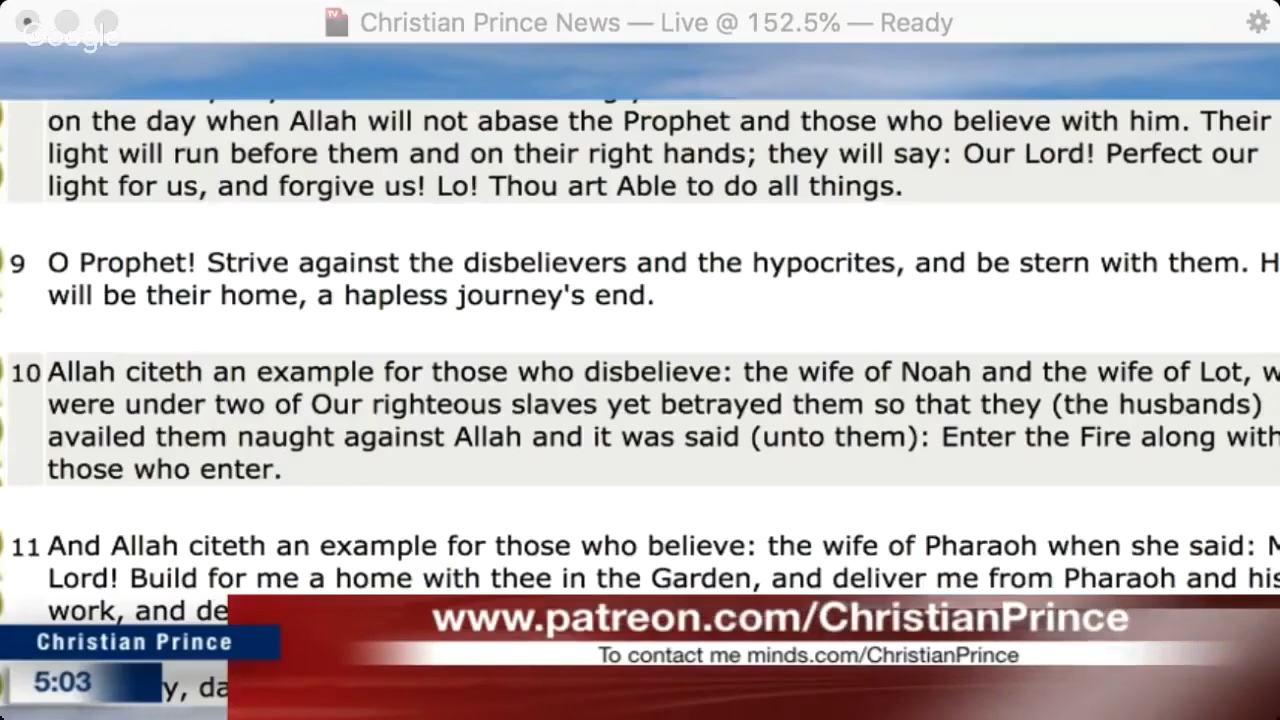 Christian Prince News — Live @ 152.5% — Ready
Google
on the day when Allah will not abase the Prophet and those who believe with him. Their
light will run before them and on their right hands; they will say: Our Lord! Perfect our
light for us, and forgive us! Lo! Thou art Able to do all things.
9 O Prophet! Strive against the disbelievers and the hypocrites, and be stern with them. H
will be their home, a hapless journey's end.
10 Allah citeth an example for those who disbelieve: the wife of Noah and the wife of Lot, w
were under two of Our righteous slaves yet betrayed them so that they (the husbands)
availed them naught against Allah and it was said (unto them): Enter the Fire along with
those who enter.
11 And Allah citeth an example for those who believe: the wife of Pharaoh when she said: M
Lord! Build for me a home with thee in the Garden, and deliver me from Pharaoh and his
work, and de
www.patreon.com/ChristianPrince
Christian Prince
To contact me minds.com/ChristianPrince
5:03
y, da